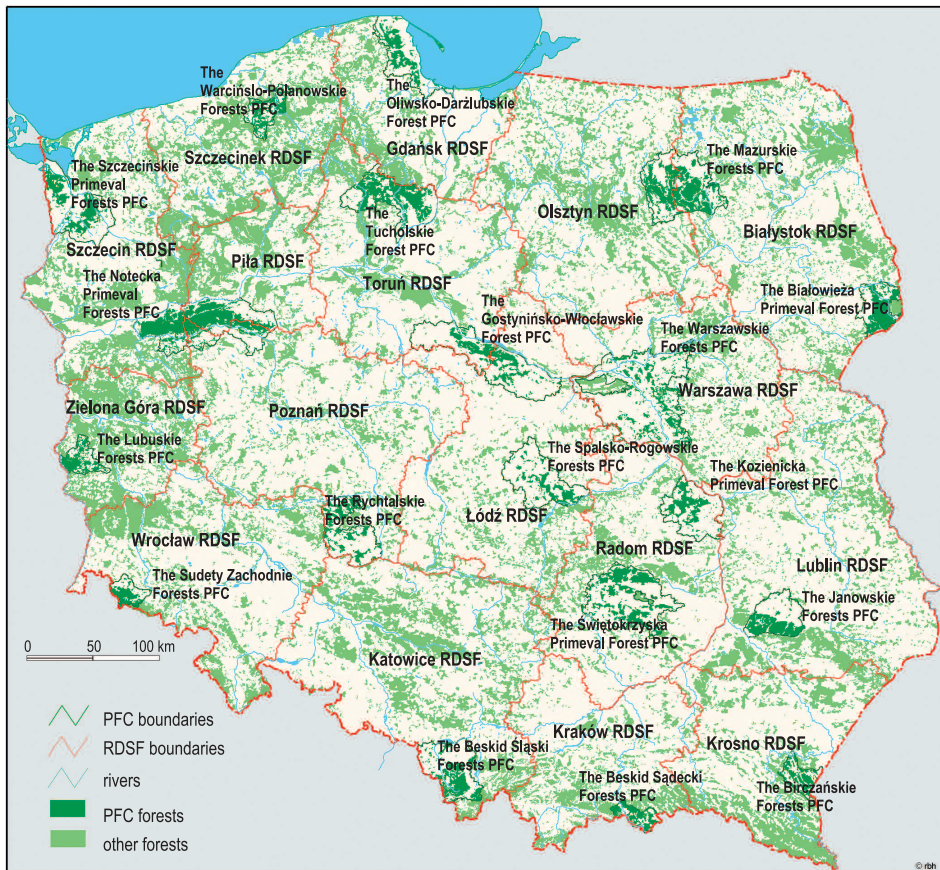 The
Warcińslo-Polanowskie
Forests PFC
The
Oliwsko-Darżlubskie
Forest PFC
Szczecinek RDSF
Gdańsk RDSF
The Szczecińskie
Primeval
Forests PFC
The Mazurskie
Forests PFC
Olsztyn RDSF
The
Tucholskie
Forest PFC
Białystok RDSF
Szczecin RDSF
Piła RDSF
The Notecka
Primeval
Forests PFC
Toruń RDSF
The Białowieża
Primeval Forest PFC
The
Gostynińsko-Włocławskie
Forest PFC
The Warszawskie
Forests PFC
Warszawa RDSF
Zielona Góra RDSF
Poznań RDSF
The Lubuskie
Forests PFC
The Spalsko-Rogowskie
Forests PFC
The Kozienicka
Primeval Forest PFC
The Rychtalskie
Forests PFC
Łódź RDSF
Wrocław RDSF
Radom RDSF
Lublin RDSF
The Sudety Zachodnie
Forests PFC
The Janowskie
Forests PFC
The Świętokrzyska
Primeval Forest PFC
0 50 100 km
Katowice RDSF
PFC boundaries
RDSF boundaries
rivers
PFC forests
other forests
Kraków RDSF
Krosno RDSF
The Beskid Śląski
Forests PFC
The Beskid Sądecki
Forests PFC
The Birczańskie
Forests PFC
© rbh